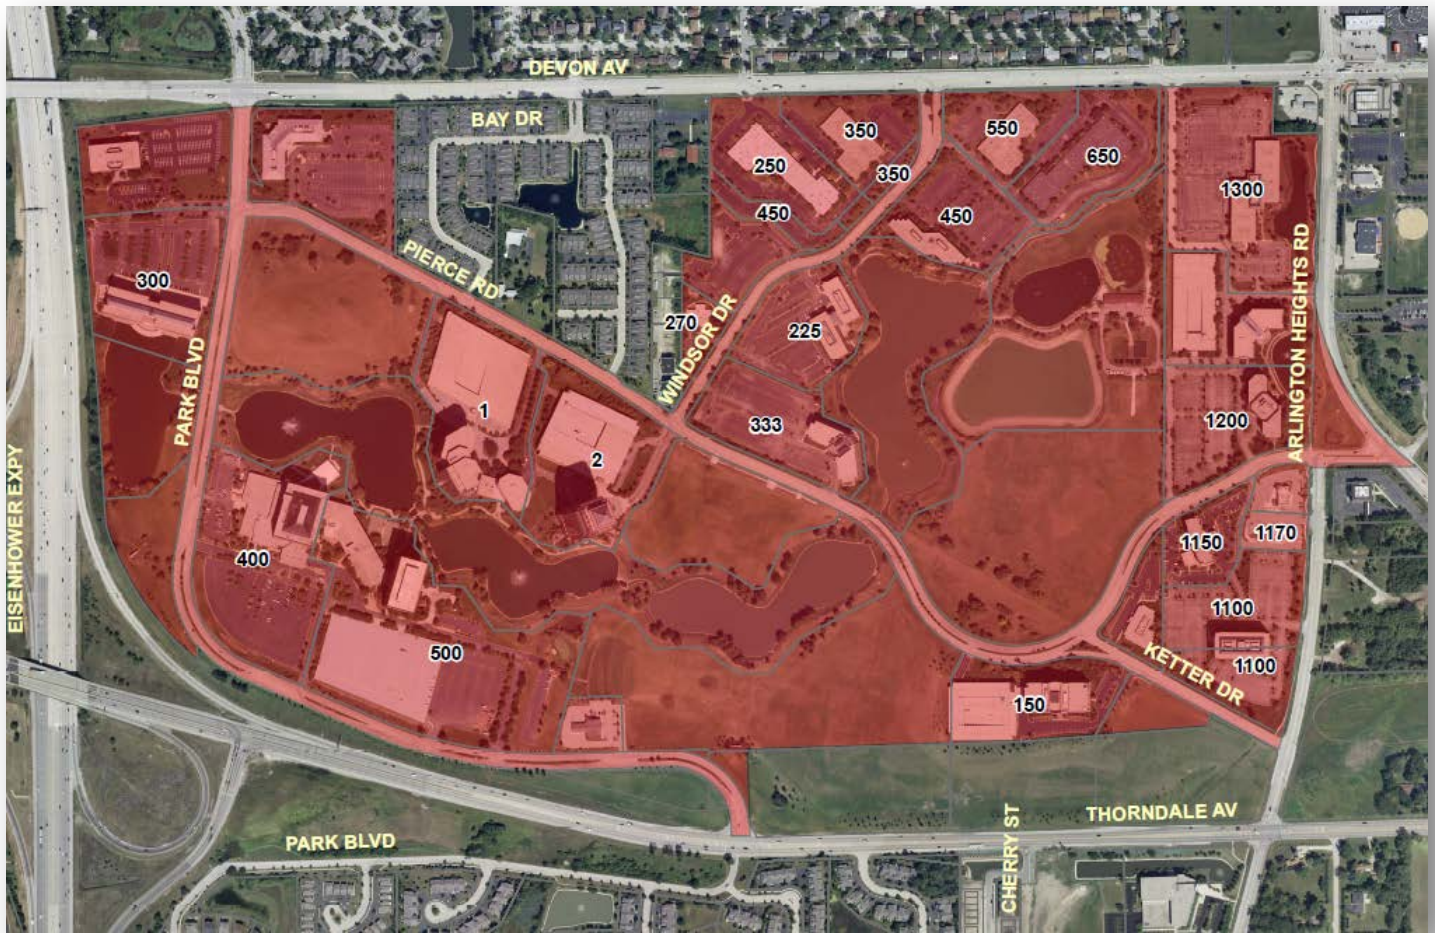 DEVON AV
BAY DR
350
550
250
650
350
1300
450
450
PIERCE RD
300
ARLINGTON HEIGHTS RD
270
225
WINDSOR DR
PARK BLVD
1
333
1200
2
EISENHOWER EXPY
1170
1150
400
1100
500
1100
KETTER DR
150
THORNDALE AV
PARK BLVD
CHERRY ST